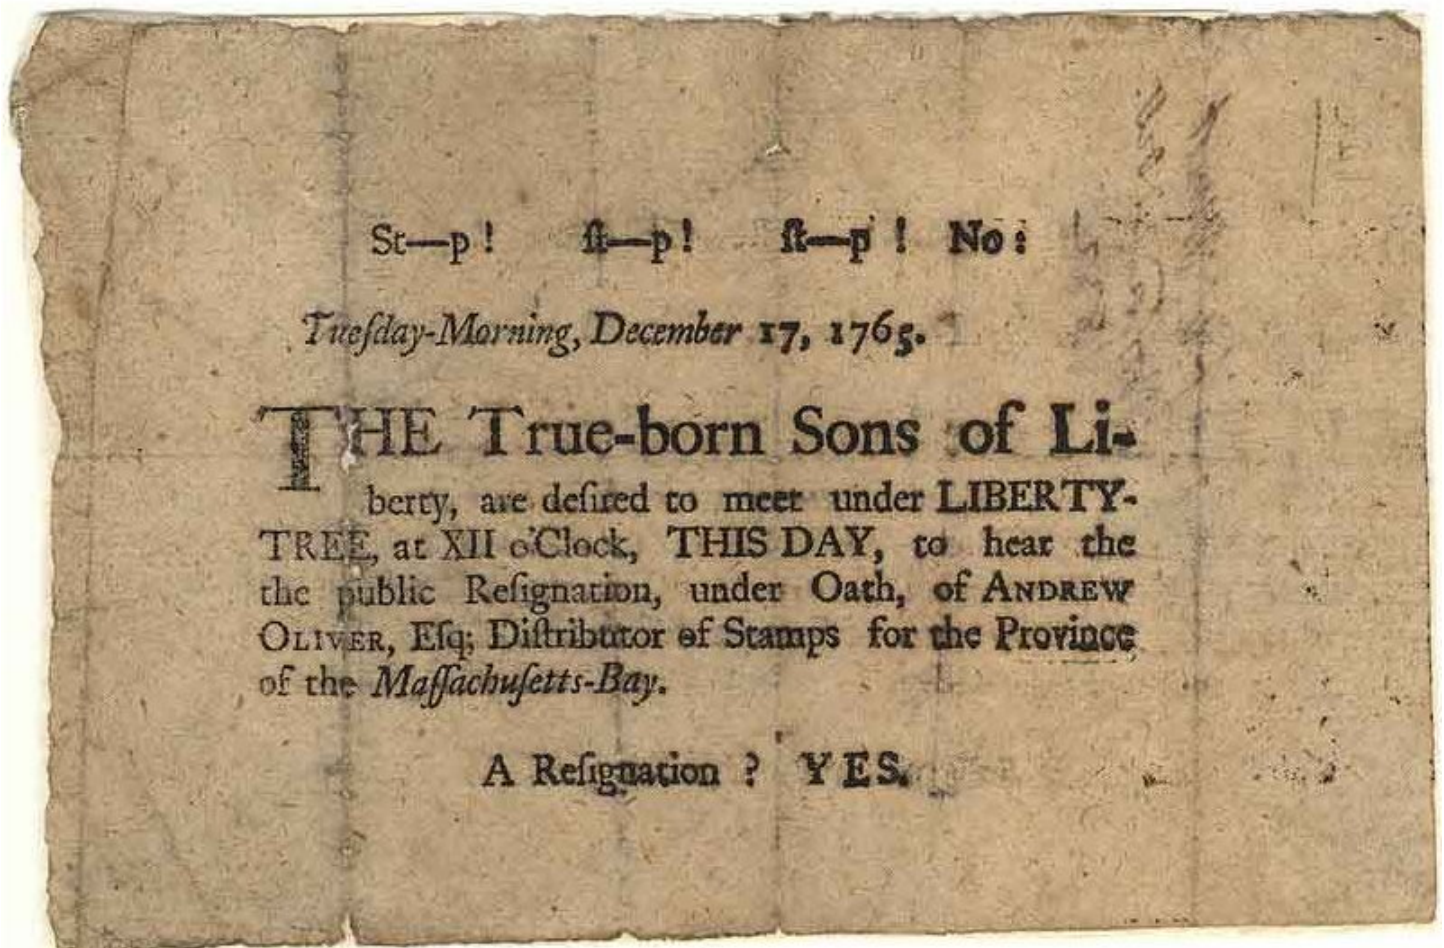 St—p! ſt—p! ſt—p! No:
Tueſday-Morning, December 17, 1765.
THE True-born Sons of Li-
berty, are deſired to meet under LIBERTY-
TREE, at XII o'Clock, THIS DAY, to hear the
the public Reſignation, under Oath, of ANDREW
OLIVER, Eſq; Diſtributor of Stamps for the Province
of the Maſſachuſetts-Bay.
A Reſignation? YES.